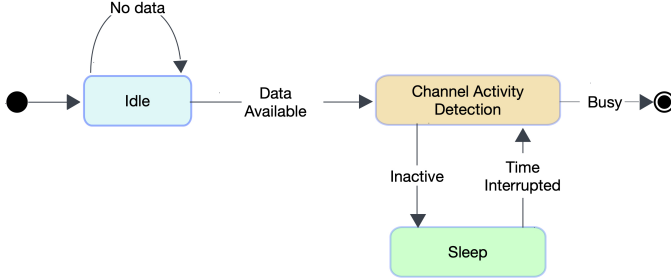 No data
Idle
Data
Available
Channel Activity
Detection
Busy
Inactive
Time
Interrupted
Sleep